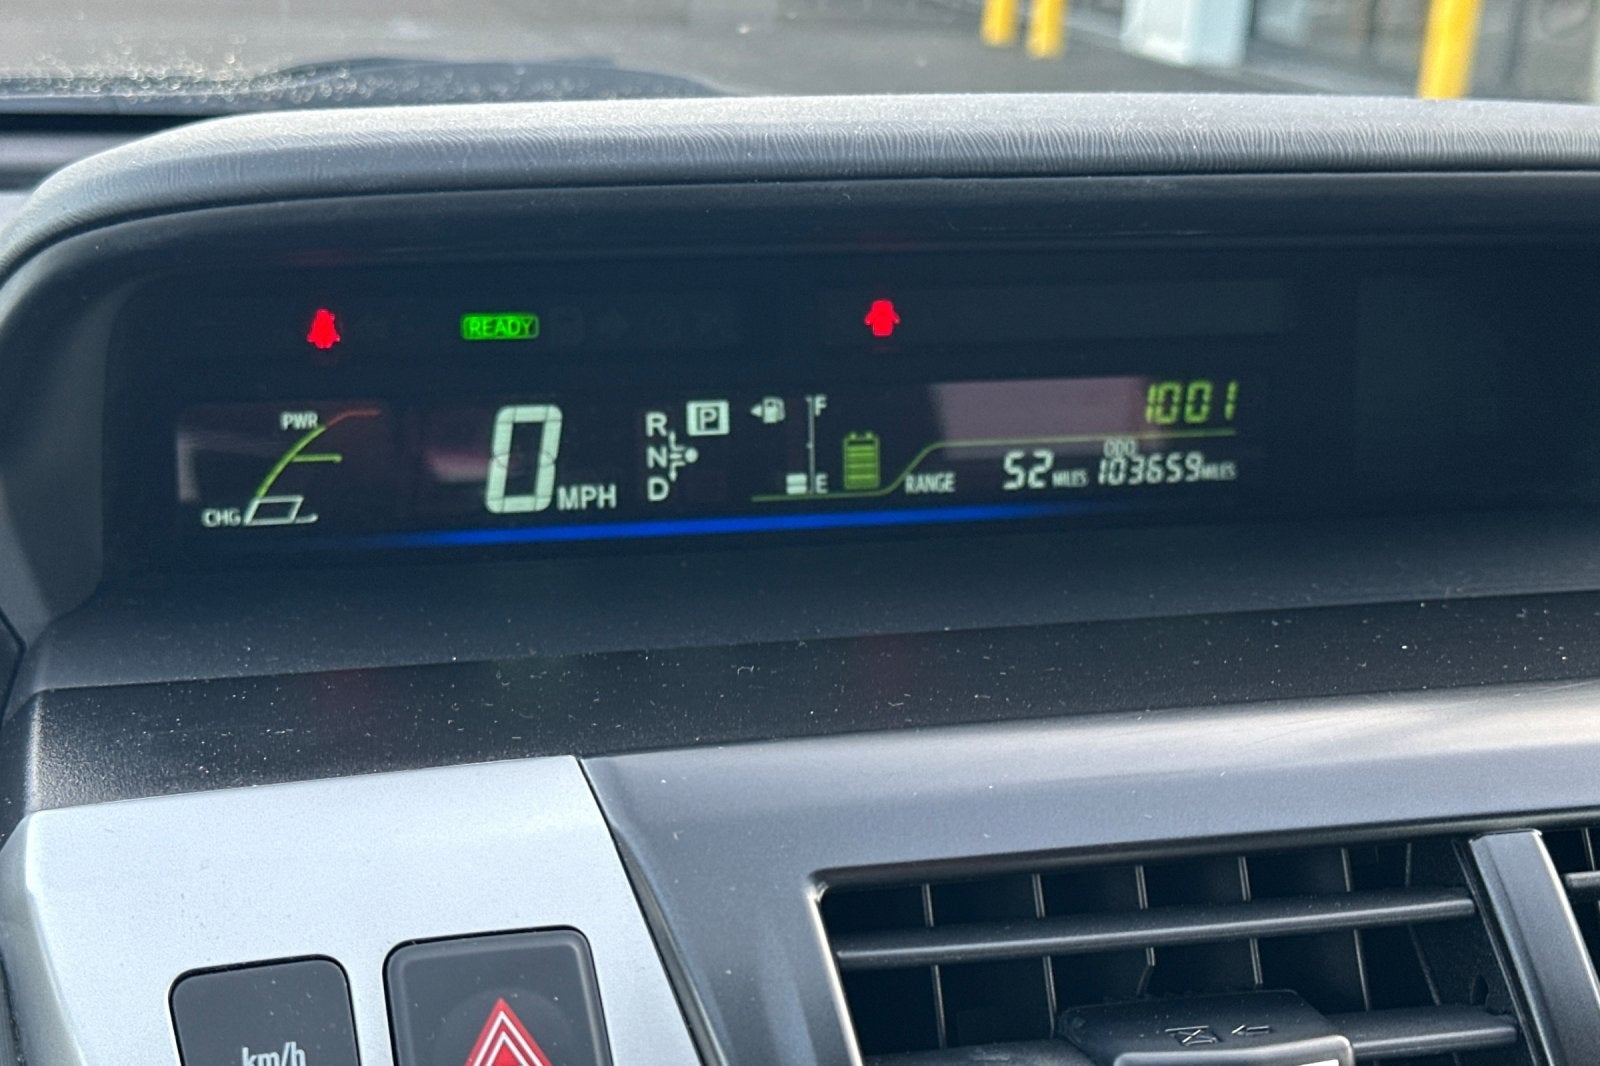 READY
PWR
CHG
0 MPH
R
N
D
P
F
E
1001
RANGE 52 MILES
ODO
103659 MILES
km/h